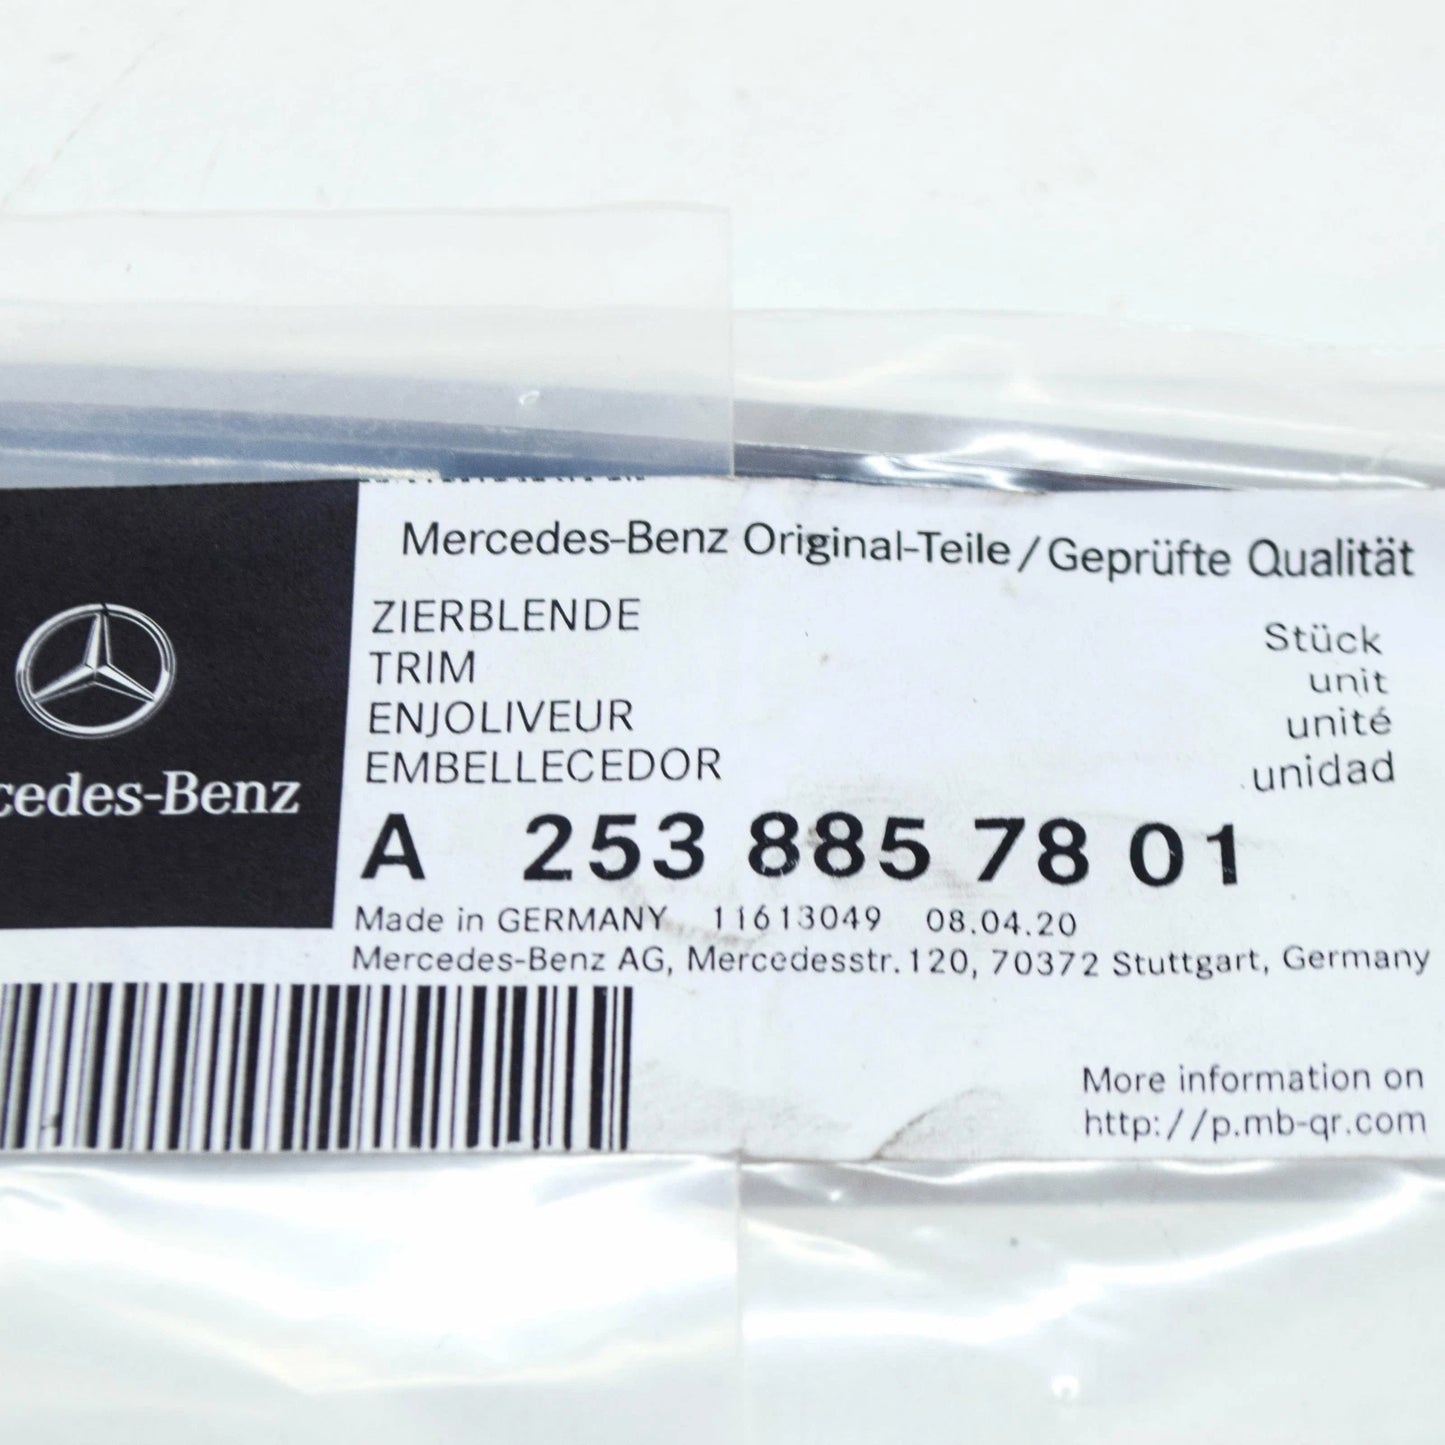 Mercedes-Benz Original-Teile/Geprüfte Qualität
ZIERBLENDE
TRIM
ENJOLIVEUR
EMBELLECEDOR
Stück
unit
unité
unidad
cedes-Benz
A 253 885 78 01
Made in GERMANY 11613049 08.04.20
Mercedes-Benz AG, Mercedesstr. 120, 70372 Stuttgart, Germany
More information on
http://p.mb-qr.com